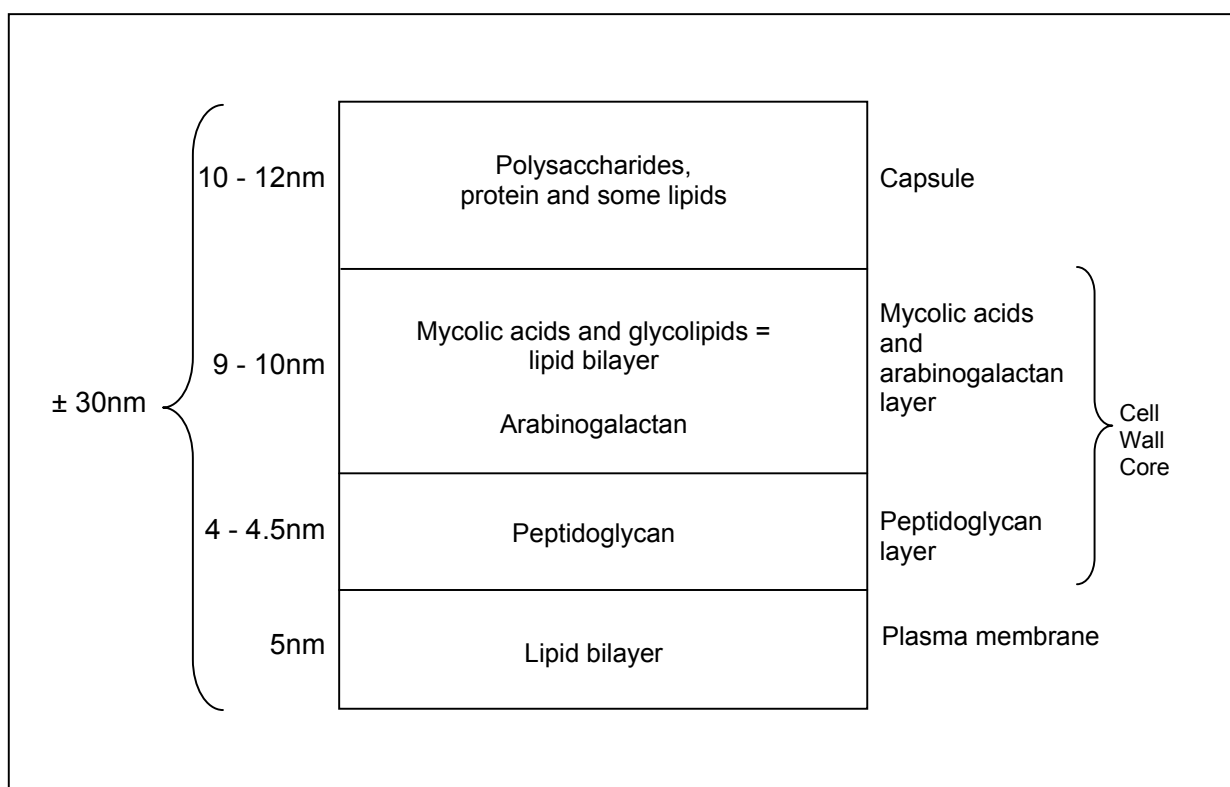 10 - 12nm
Polysaccharides,
protein and some lipids
Capsule
9 - 10nm
Mycolic acids and glycolipids =
lipid bilayer
Arabinogalactan
Mycolic acids
and
arabinogalactan
layer
± 30nm
Cell
Wall
Core
4 - 4.5nm
Peptidoglycan
Peptidoglycan
layer
5nm
Lipid bilayer
Plasma membrane